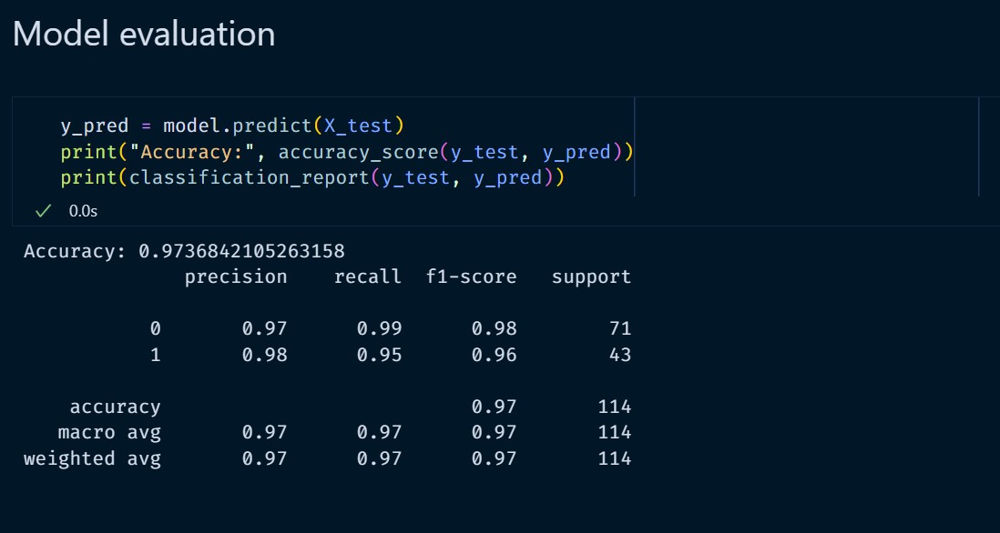 Model evaluation
y_pred = model.predict(X_test)
print("Accuracy:", accuracy_score(y_test, y_pred))
print(classification_report(y_test, y_pred))
✓ 0.0s
Accuracy: 0.9736842105263158
precision recall f1-score support
0 0.97 0.99 0.98 71
1 0.98 0.95 0.96 43
accuracy 0.97 114
macro avg 0.97 0.97 0.97 114
weighted avg 0.97 0.97 0.97 114